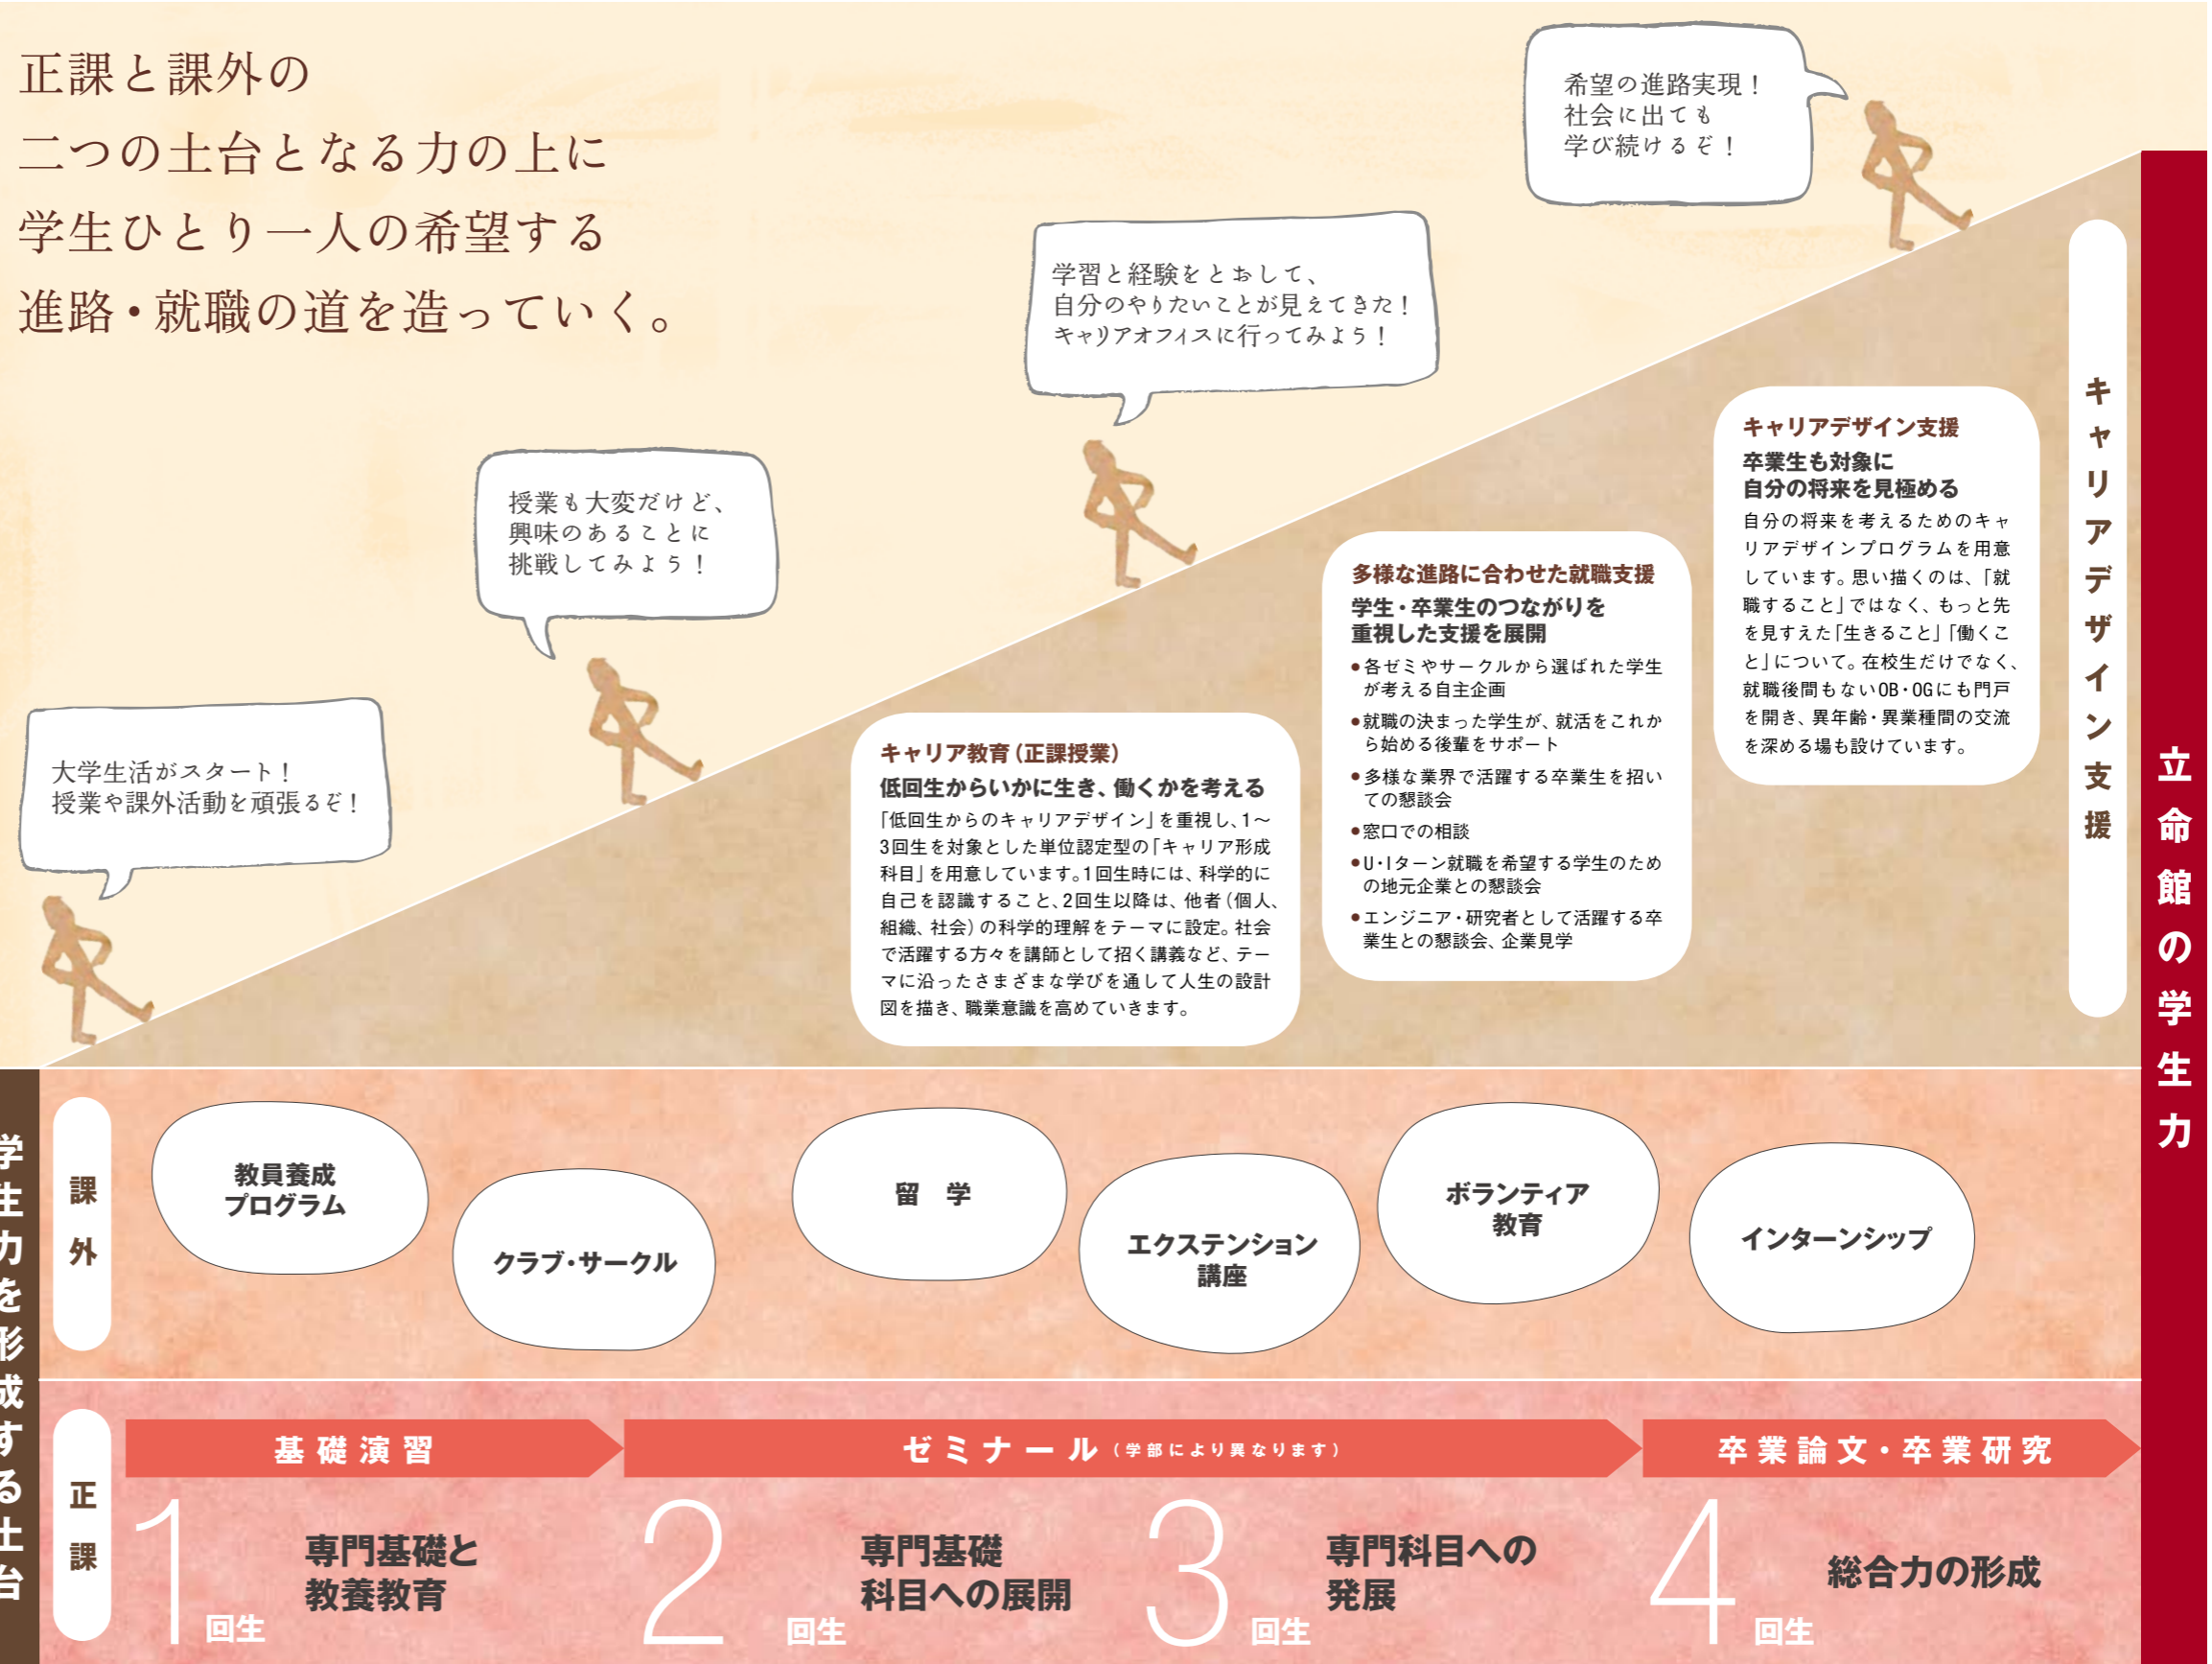 正課と課外の
二つの土台となる力の上に
学生ひとり一人の希望する
進路・就職の道を造っていく。
大学生活がスタート!
授業や課外活動を頑張るぞ!
授業も大変だけど、
興味のあることに
挑戦してみよう!
学習と経験をとおして、
自分のやりたいことが見えてきた!
キャリアオフィスに行ってみよう!
希望の進路実現!
社会に出ても
学び続けるぞ!
キャリア教育(正課授業)
低回生からいかに生き、働くかを考える
「低回生からのキャリアデザイン」を重視し、1～
3回生を対象とした単位認定型の「キャリア形成
科目」を用意しています。1回生時には、科学的に
自己を認識すること、2回生以降は、他者(個人、
組織、社会)の科学的理解をテーマに設定。社会
で活躍する方々を講師として招く講義など、テー
マに沿ったさまざまな学びを通して人生の設計
図を描き、職業意識を高めていきます。
多様な進路に合わせた就職支援
学生・卒業生のつながりを
重視した支援を展開
●各ゼミやサークルから選ばれた学生
が考える自主企画
●就職の決まった学生が、就活をこれか
ら始める後輩をサポート
●多様な業界で活躍する卒業生を招い
ての懇談会
●窓口での相談
●U・Iターン就職を希望する学生のため
の地元企業との懇談会
●エンジニア・研究者として活躍する卒
業生との懇談会、企業見学
キャリアデザイン支援
卒業生も対象に
自分の将来を見極める
自分の将来を考えるためのキャ
リアデザインプログラムを用意
しています。思い描くのは、「就
職すること」ではなく、もっと先
を見すえた「生きること」「働くこ
と」について。在校生だけでなく、
就職後間もないOB・OGにも門戸
を開き、異年齢・異業種間の交流
を深める場も設けています。
キャリアデザイン支援
立命館の学生力
学生力を形成する土台
課外
教員養成
プログラム
クラブ・サークル
留 学
エクステンション
講座
ボランティア
教育
インターンシップ
正課
基礎演習
ゼミナール(学部により異なります)
卒業論文・卒業研究
1回生
専門基礎と
教養教育
2回生
専門基礎
科目への展開
3回生
専門科目への
発展
4回生
総合力の形成